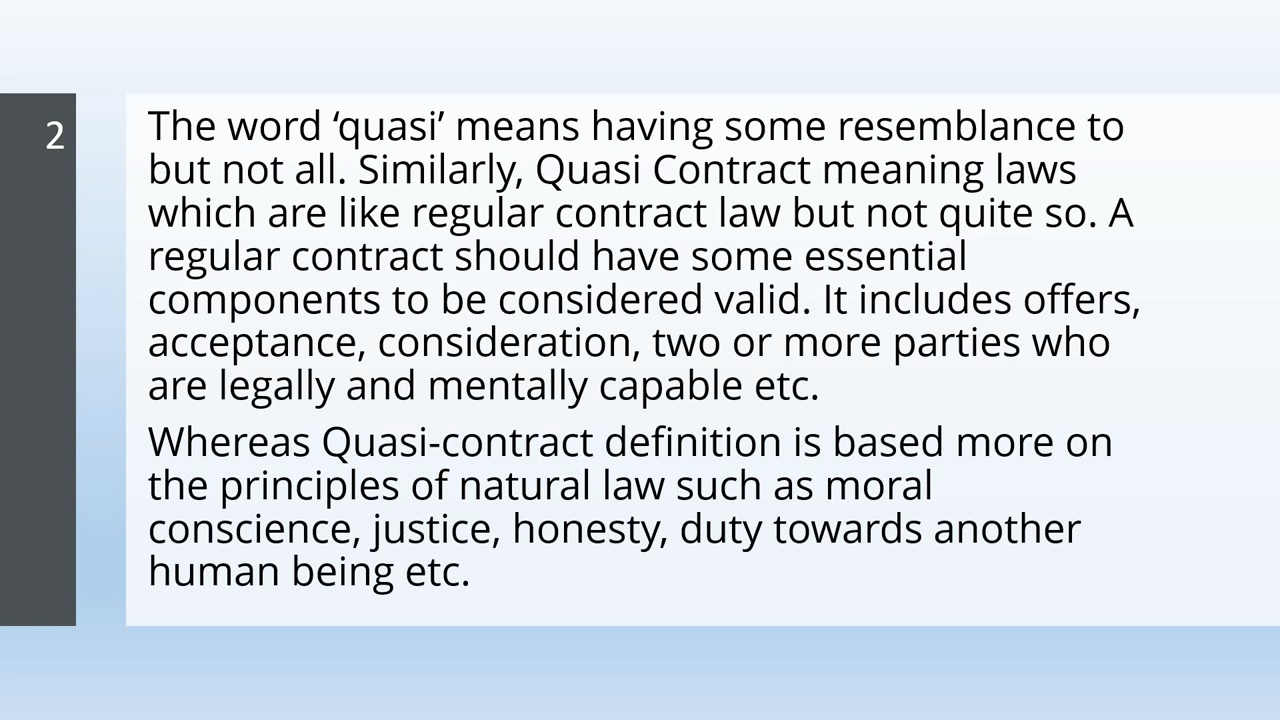 2
The word ‘quasi’ means having some resemblance to
but not all. Similarly, Quasi Contract meaning laws
which are like regular contract law but not quite so. A
regular contract should have some essential
components to be considered valid. It includes offers,
acceptance, consideration, two or more parties who
are legally and mentally capable etc.
Whereas Quasi-contract definition is based more on
the principles of natural law such as moral
conscience, justice, honesty, duty towards another
human being etc.